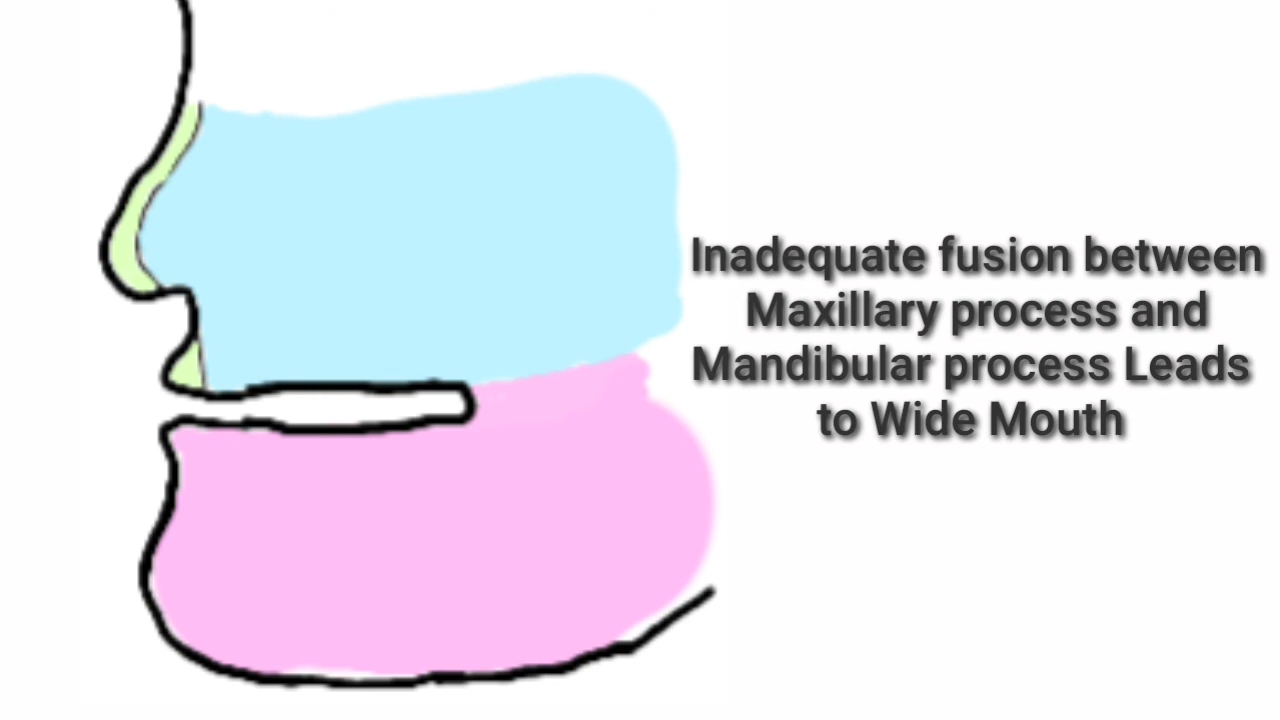 Inadequate fusion between
Maxillary process and
Mandibular process Leads
to Wide Mouth